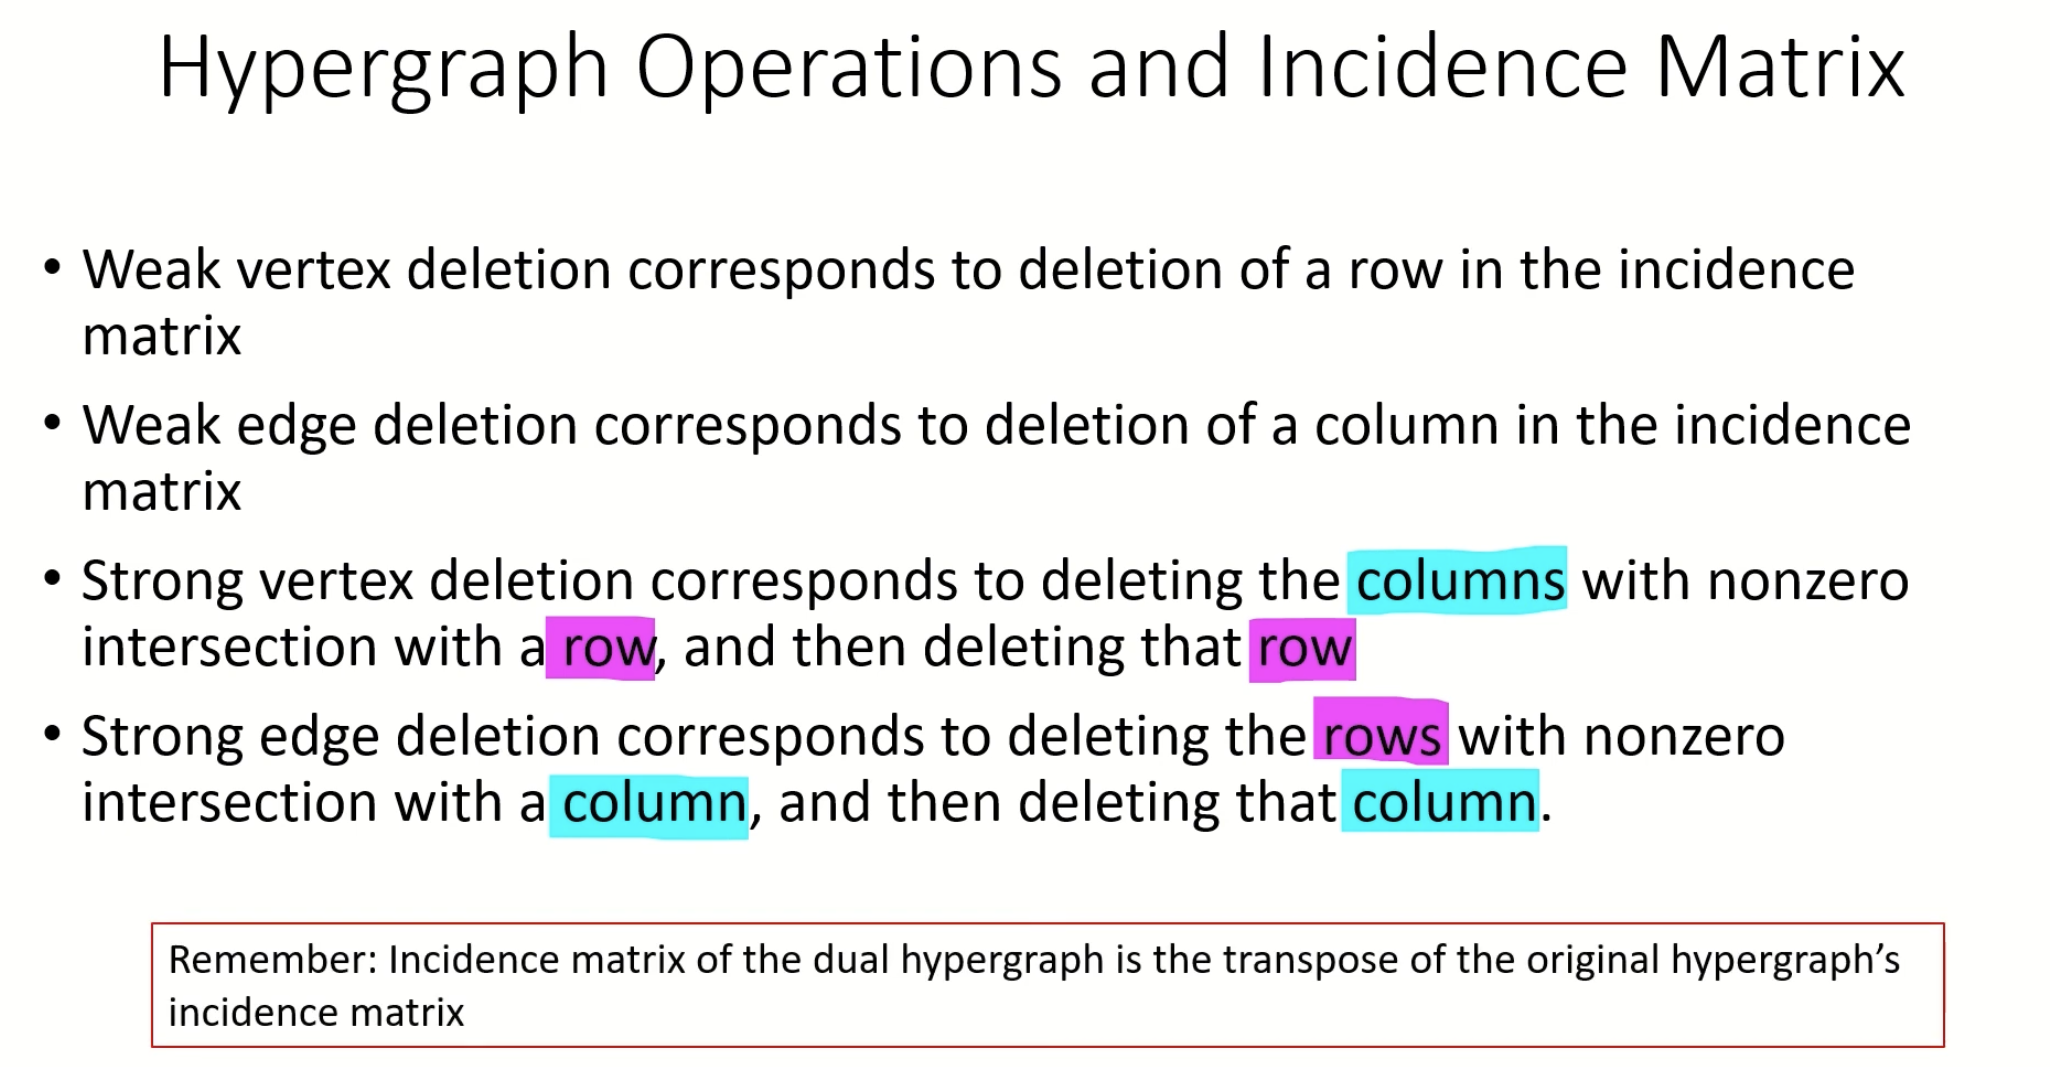 Hypergraph Operations and Incidence Matrix
• Weak vertex deletion corresponds to deletion of a row in the incidence
matrix
• Weak edge deletion corresponds to deletion of a column in the incidence
matrix
• Strong vertex deletion corresponds to deleting the columns with nonzero
intersection with a row, and then deleting that row
• Strong edge deletion corresponds to deleting the rows with nonzero
intersection with a column, and then deleting that column.
Remember: Incidence matrix of the dual hypergraph is the transpose of the original hypergraph’s
incidence matrix